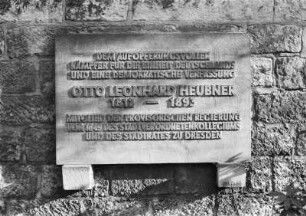 DEM AUFOPFERUNGSVOLLEN
KÄMPFER FÜR DIE EINHEIT DEUTSCHLANDS
UND EINE DEMOKRATISCHE VERFASSUNG
OTTO LEONHARD HEUBNER
1812 — 1893
MITGLIED DER PROVISORISCHEN REGIERUNG
VON 1849 DES STADTVERORDNETENKOLLEGIUMS
UND DES STADTRATES ZU DRESDEN